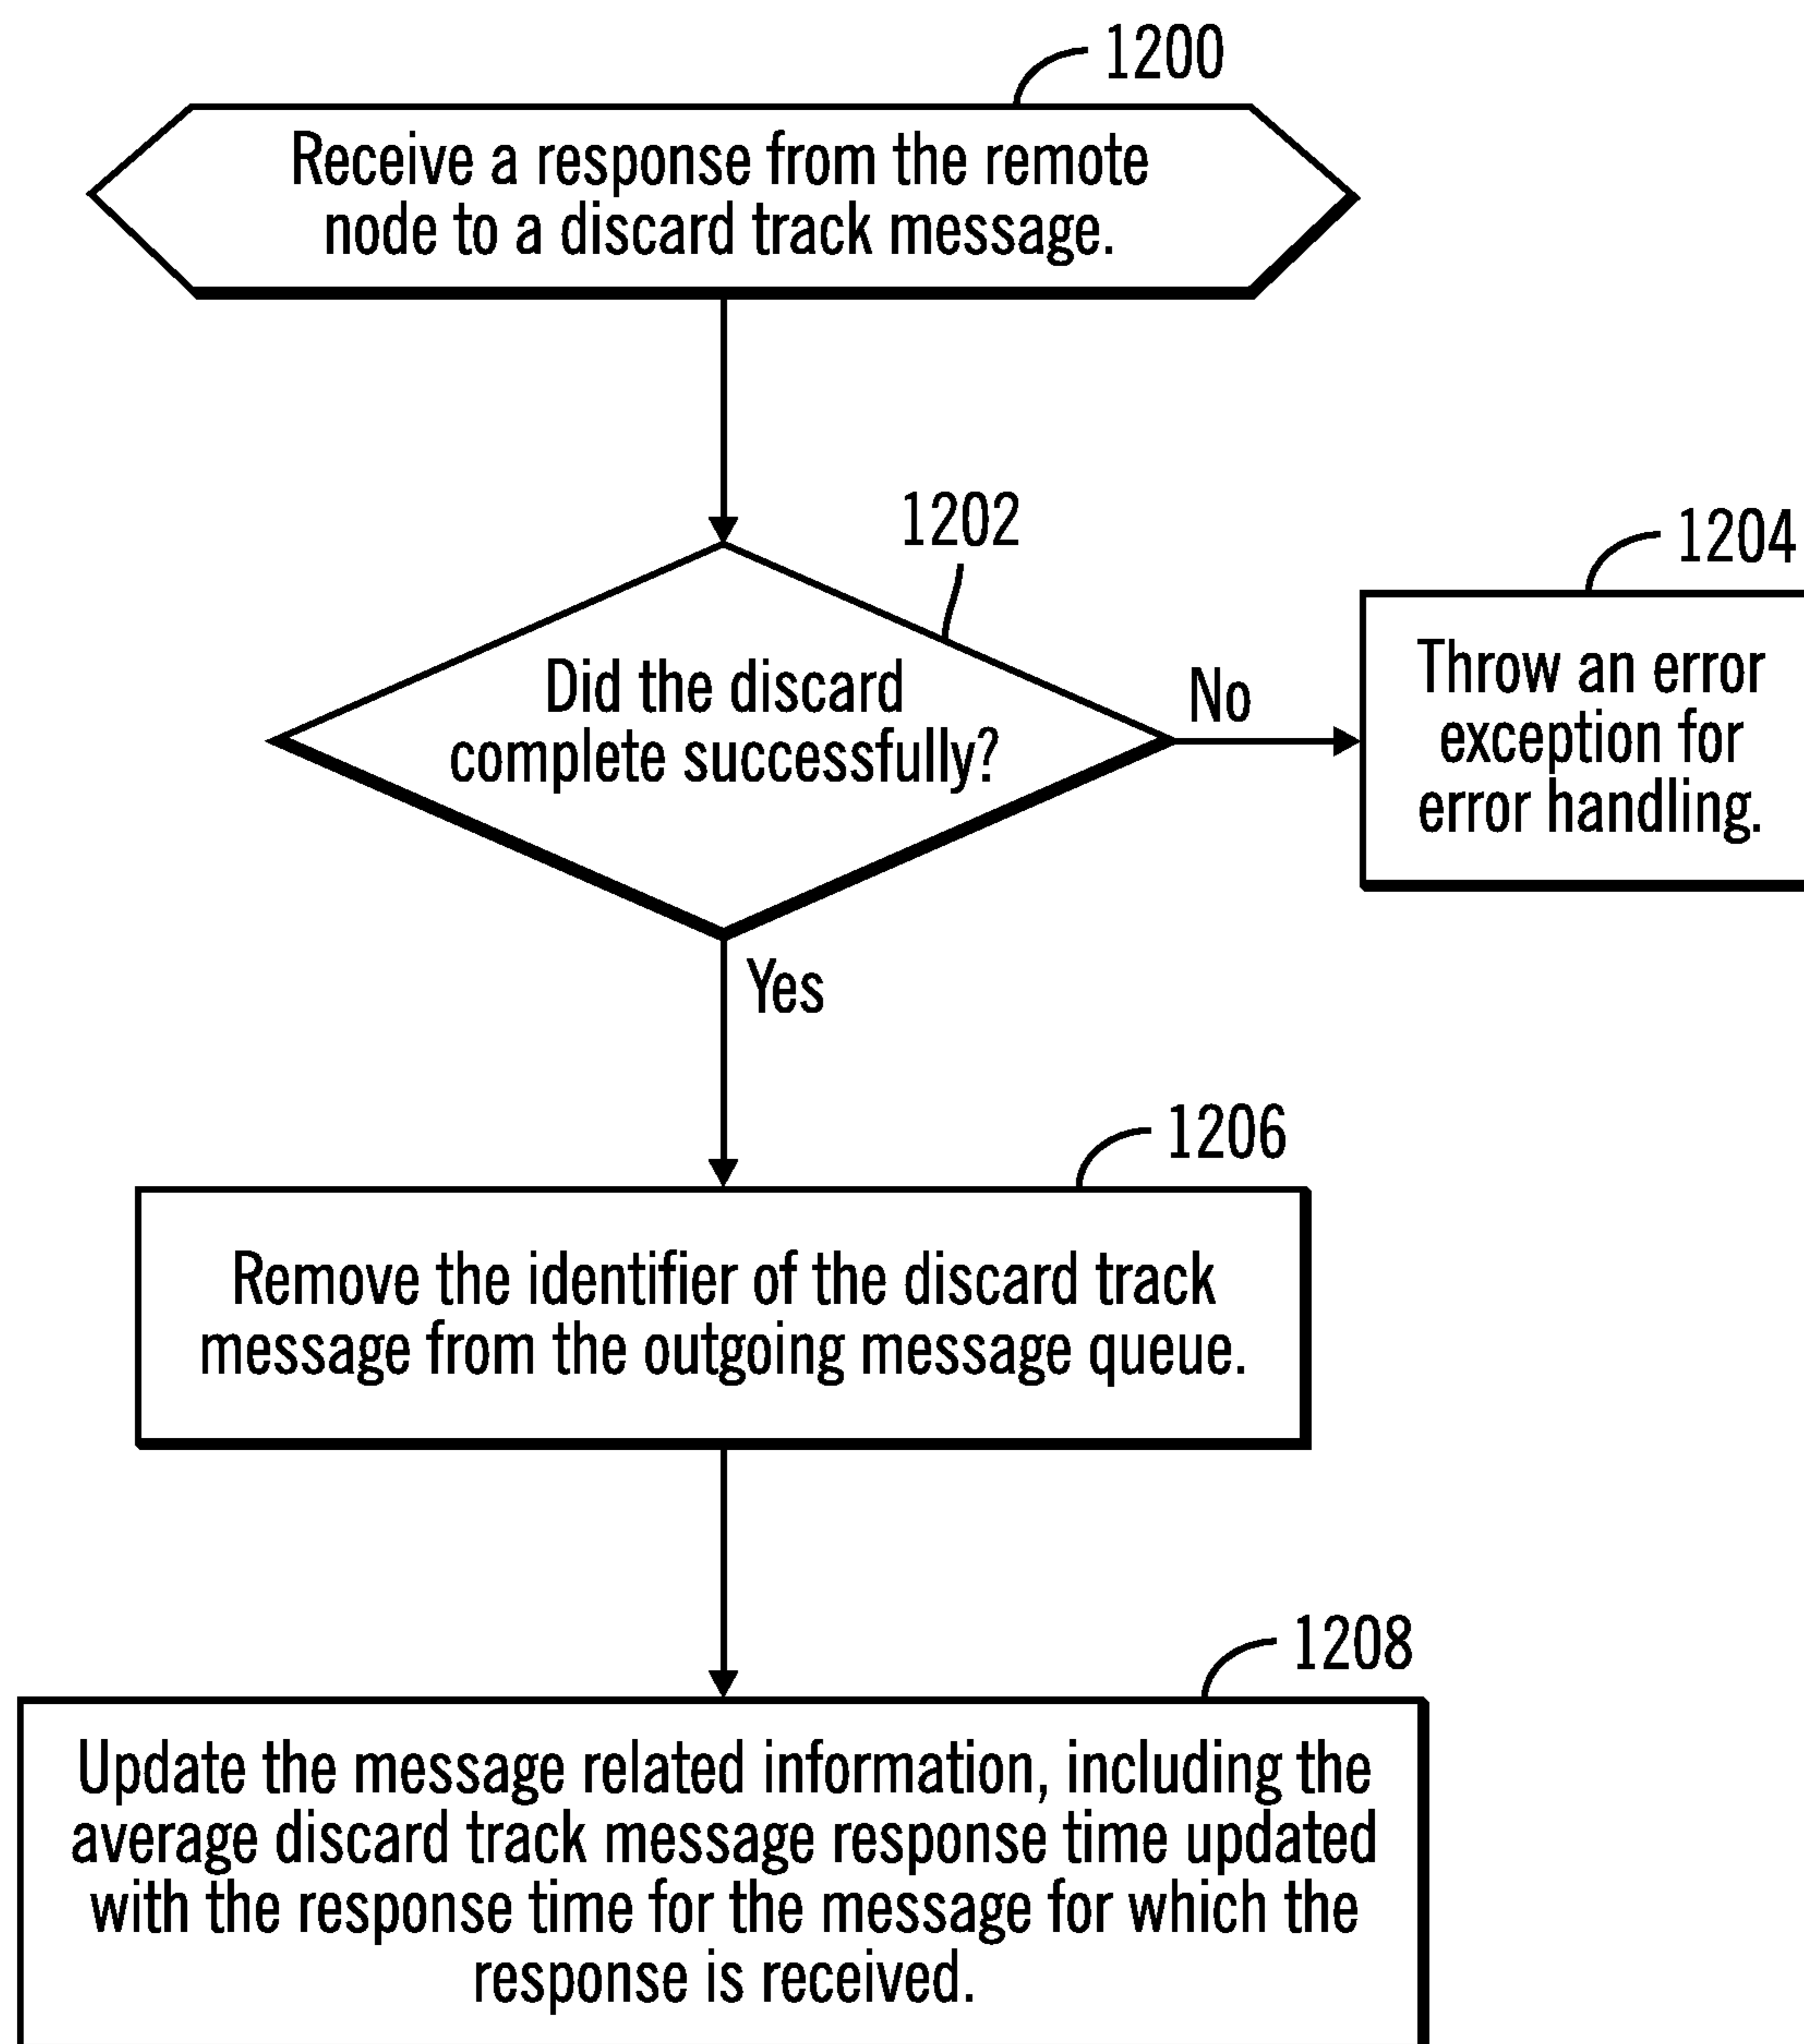 1200
Receive a response from the remote
node to a discard track message.
1202
Did the discard
complete successfully?
No
1204
Throw an error
exception for
error handling.
Yes
1206
Remove the identifier of the discard track
message from the outgoing message queue.
1208
Update the message related information, including the
average discard track message response time updated
with the response time for the message for which the
response is received.